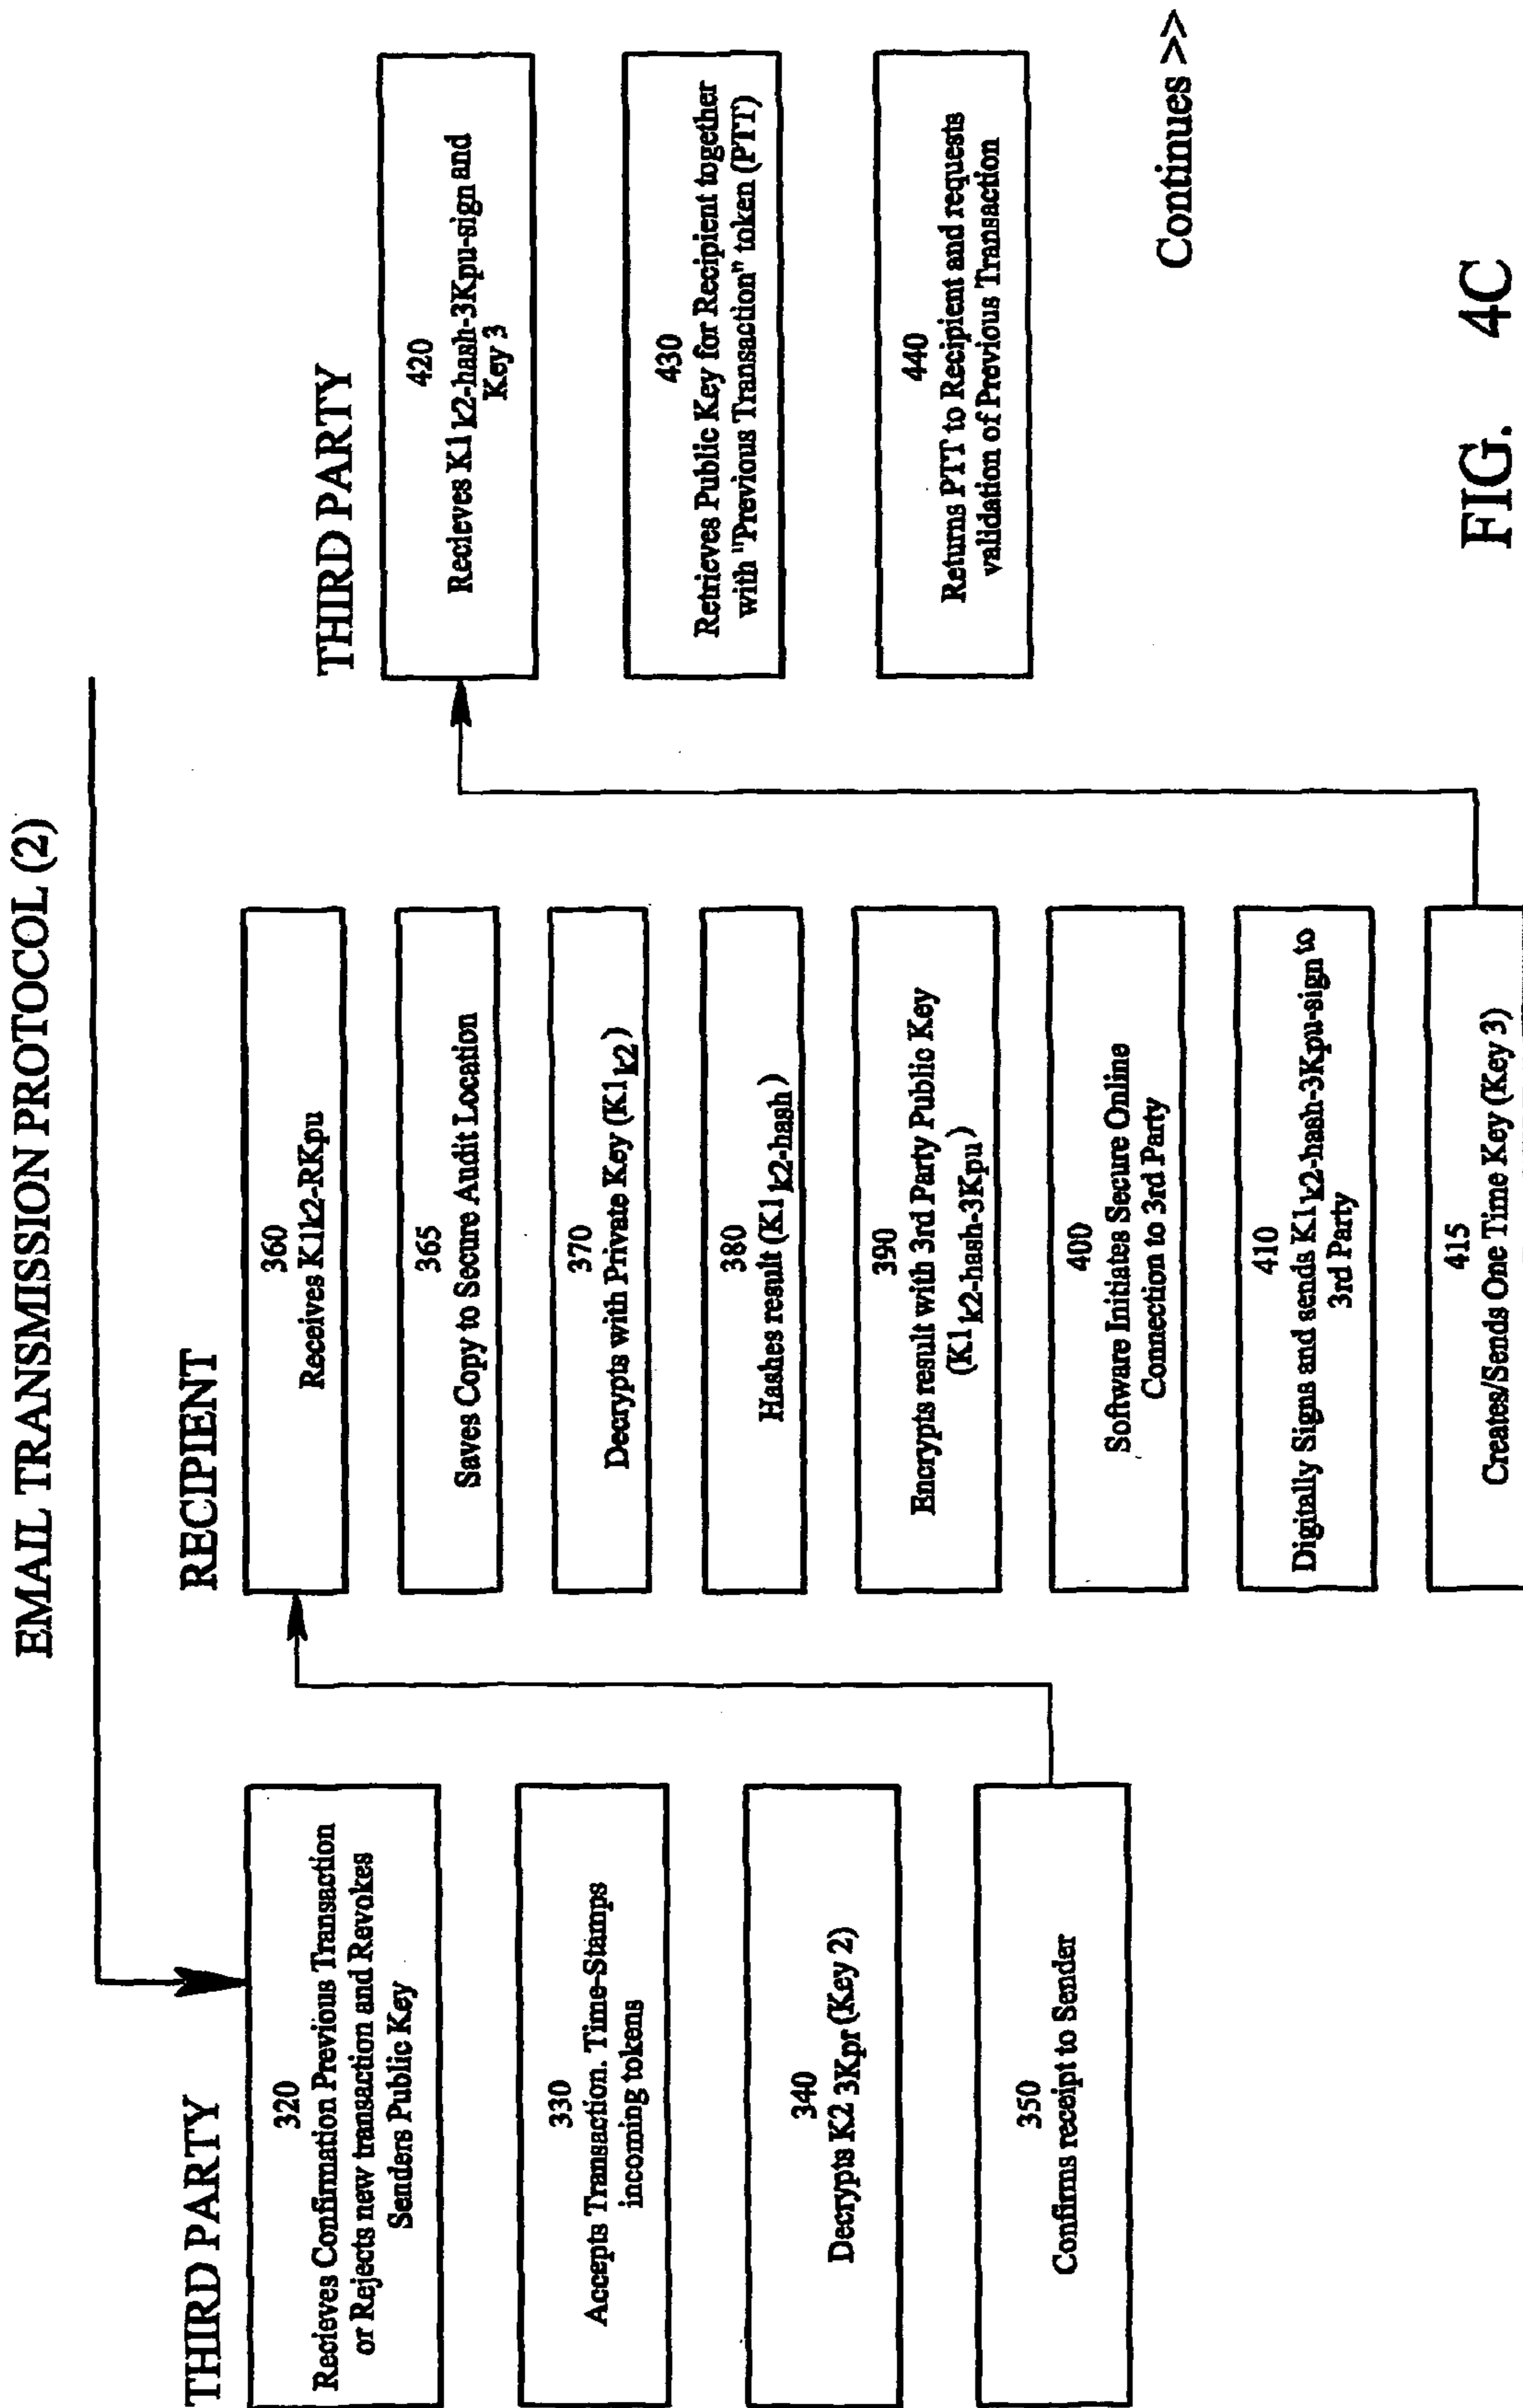 EMAIL TRANSMISSION PROTOCOL (2)
THIRD PARTY
320
Recieves Confirmation Previous Transaction
or Rejects new transaction and Revokes
Senders Public Key
330
Accepts Transaction. Time-Stamps
incoming tokens
340
Decrypts K2 3Kpr (Key 2)
350
Confirms receipt to Sender
RECIPIENT
360
Receives K1k2-RKpu
365
Saves Copy to Secure Audit Location
370
Decrypts with Private Key (K1k2)
380
Hashes result (K1k2-hash)
390
Encrypts result with 3rd Party Public Key
(K1k2-hash-3Kpu)
400
Software Initiates Secure Online
Connection to 3rd Party
410
Digitally Signs and sends K1k2-hash-3Kpu-sign to
3rd Party
415
Creates/Sends One Time Key (Key 3)
THIRD PARTY
420
Recieves K1k2-hash-3Kpu-sign and
Key 3
430
Retrieves Public Key for Recipient together
with "Previous Transaction" token (PTT)
440
Returns PTT to Recipient and requests
validation of Previous Transaction
Continues >>
FIG. 4C